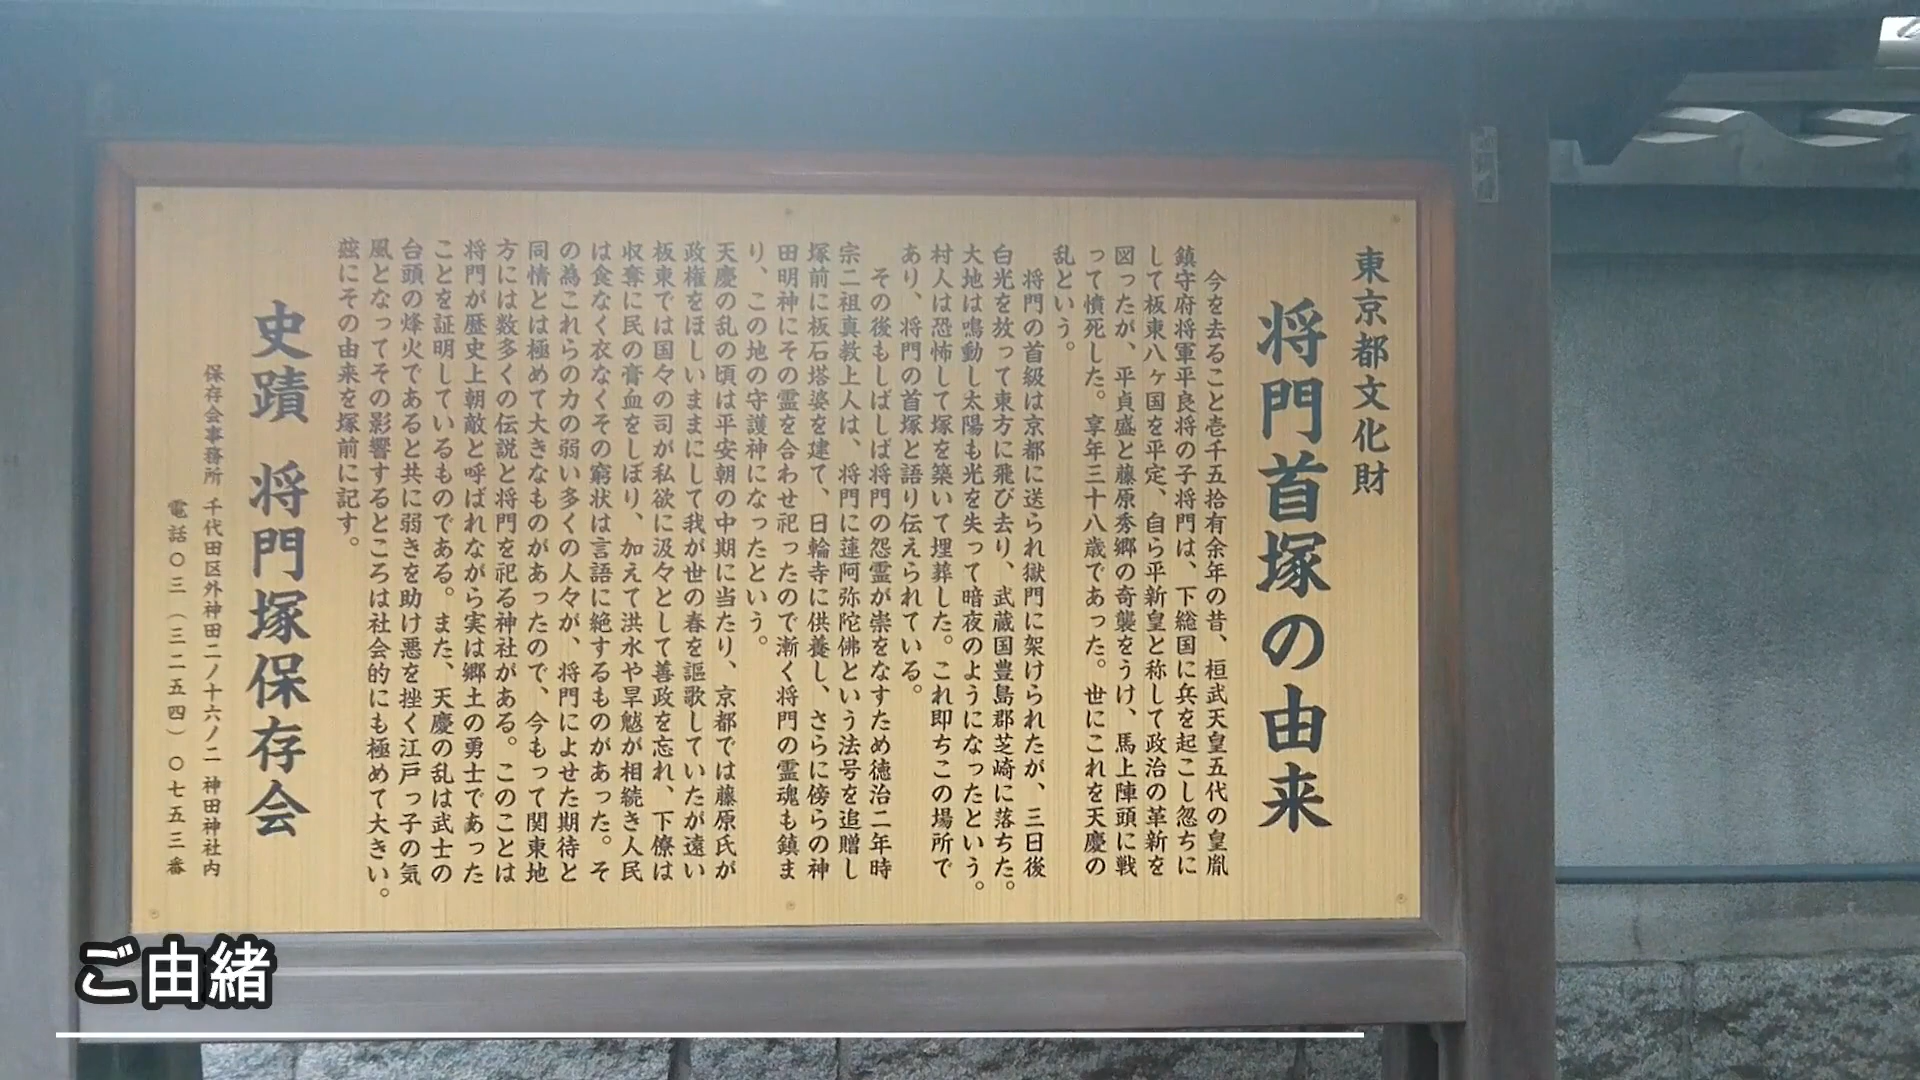 東京都文化財
将門首塚の由来
今を去ること壱千五拾有余年の昔、桓武天皇五代の皇胤
鎮守府将軍平良将の子将門は、下総国に兵を起こし忽ちに
して板東八ヶ国を平定、自ら平新皇と称して政治の革新を
図ったが、平貞盛と藤原秀郷の奇襲をうけ、馬上陣頭に戦
って憤死した。享年三十八歳であった。世にこれを天慶の
乱という。
将門の首級は京都に送られ獄門に架けられたが、三日後
白光を放って東方に飛び去り、武蔵国豊島郡芝崎に落ちた。
大地は鳴動し太陽も光を失って暗夜のようになったという。
村人は恐怖して塚を築いて埋葬した。これ即ちこの場所で
あり、将門の首塚と語り伝えられている。
その後もしばしば将門の怨霊が祟をなすため徳治二年時
宗二祖真教上人は、将門に蓮阿弥陀佛という法号を追贈し
塚前に板石塔婆を建て、日輪寺に供養し、さらに傍らの神
田明神にその霊を合わせ祀ったので漸く将門の霊魂も鎮ま
り、この地の守護神になったという。
天慶の乱の頃は平安朝の中期に当たり、京都では藤原氏が
政権をほしいままにして我が世の春を謳歌していたが遠い
板東では国々の司が私欲に汲々として善政を忘れ、下僚は
収奪に民の膏血をしぼり、加えて洪水や旱魃が相続き人民
は食なく衣なくその窮状は言語に絶するものがあった。そ
の為これらの力の弱い多くの人々が、将門によせた期待と
同情とは極めて大きなものがあったので、今もって関東地
方には数多くの伝説と将門を祀る神社がある。このことは
将門が歴史上朝敵と呼ばれながら実は郷土の勇士であった
ことを証明しているものである。また、天慶の乱は武士の
台頭の烽火であると共に弱きを助け悪を挫く江戸っ子の気
風となってその影響するところは社会的にも極めて大きい。
茲にその由来を塚前に記す。
史蹟 将門塚保存会
保存会事務所 千代田区外神田二ノ十六ノ二 神田神社内
電話〇三（三二五四）〇七五三番
ご由緒